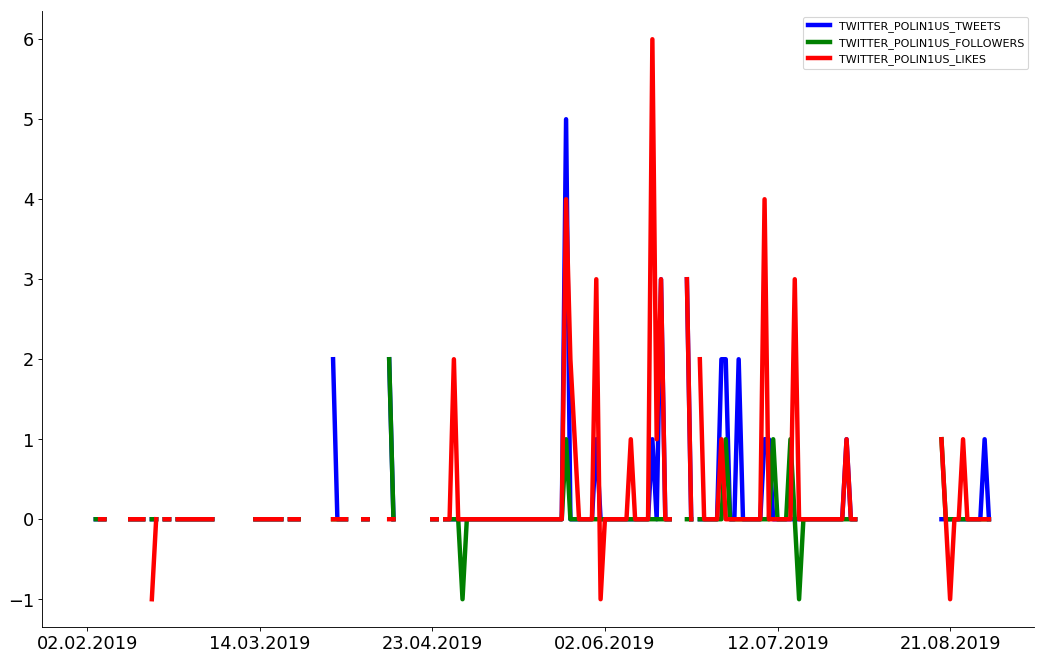 TWITTER_POLIN1US_TWEETS
TWITTER_POLIN1US_FOLLOWERS
TWITTER_POLIN1US_LIKES
6
5
4
3
2
1
0
−1
02.02.2019 14.03.2019 23.04.2019 02.06.2019 12.07.2019 21.08.2019